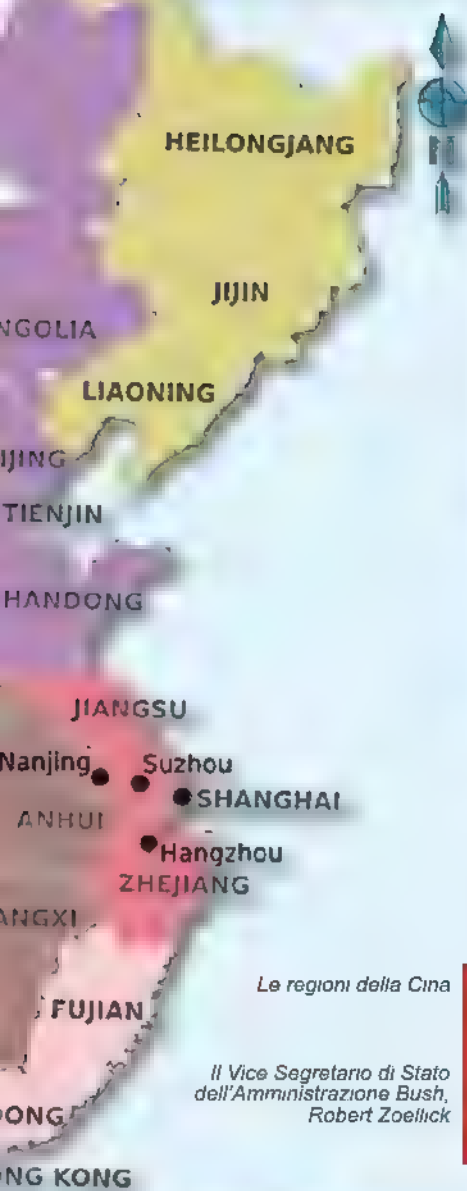 HEILONGJANG
JIJIN
NGOLIA
LIAONING
IJING
TIENJIN
HANDONG
JIANGSU
Nanjing
Suzhou
SHANGHAI
ANHUI
Hangzhou
ZHEJIANG
ANGXI
Le regioni della Cina
FUJIAN
Il Vice Segretario di Stato
dell'Amministrazione Bush,
Robert Zoellick
ONG
NG KONG